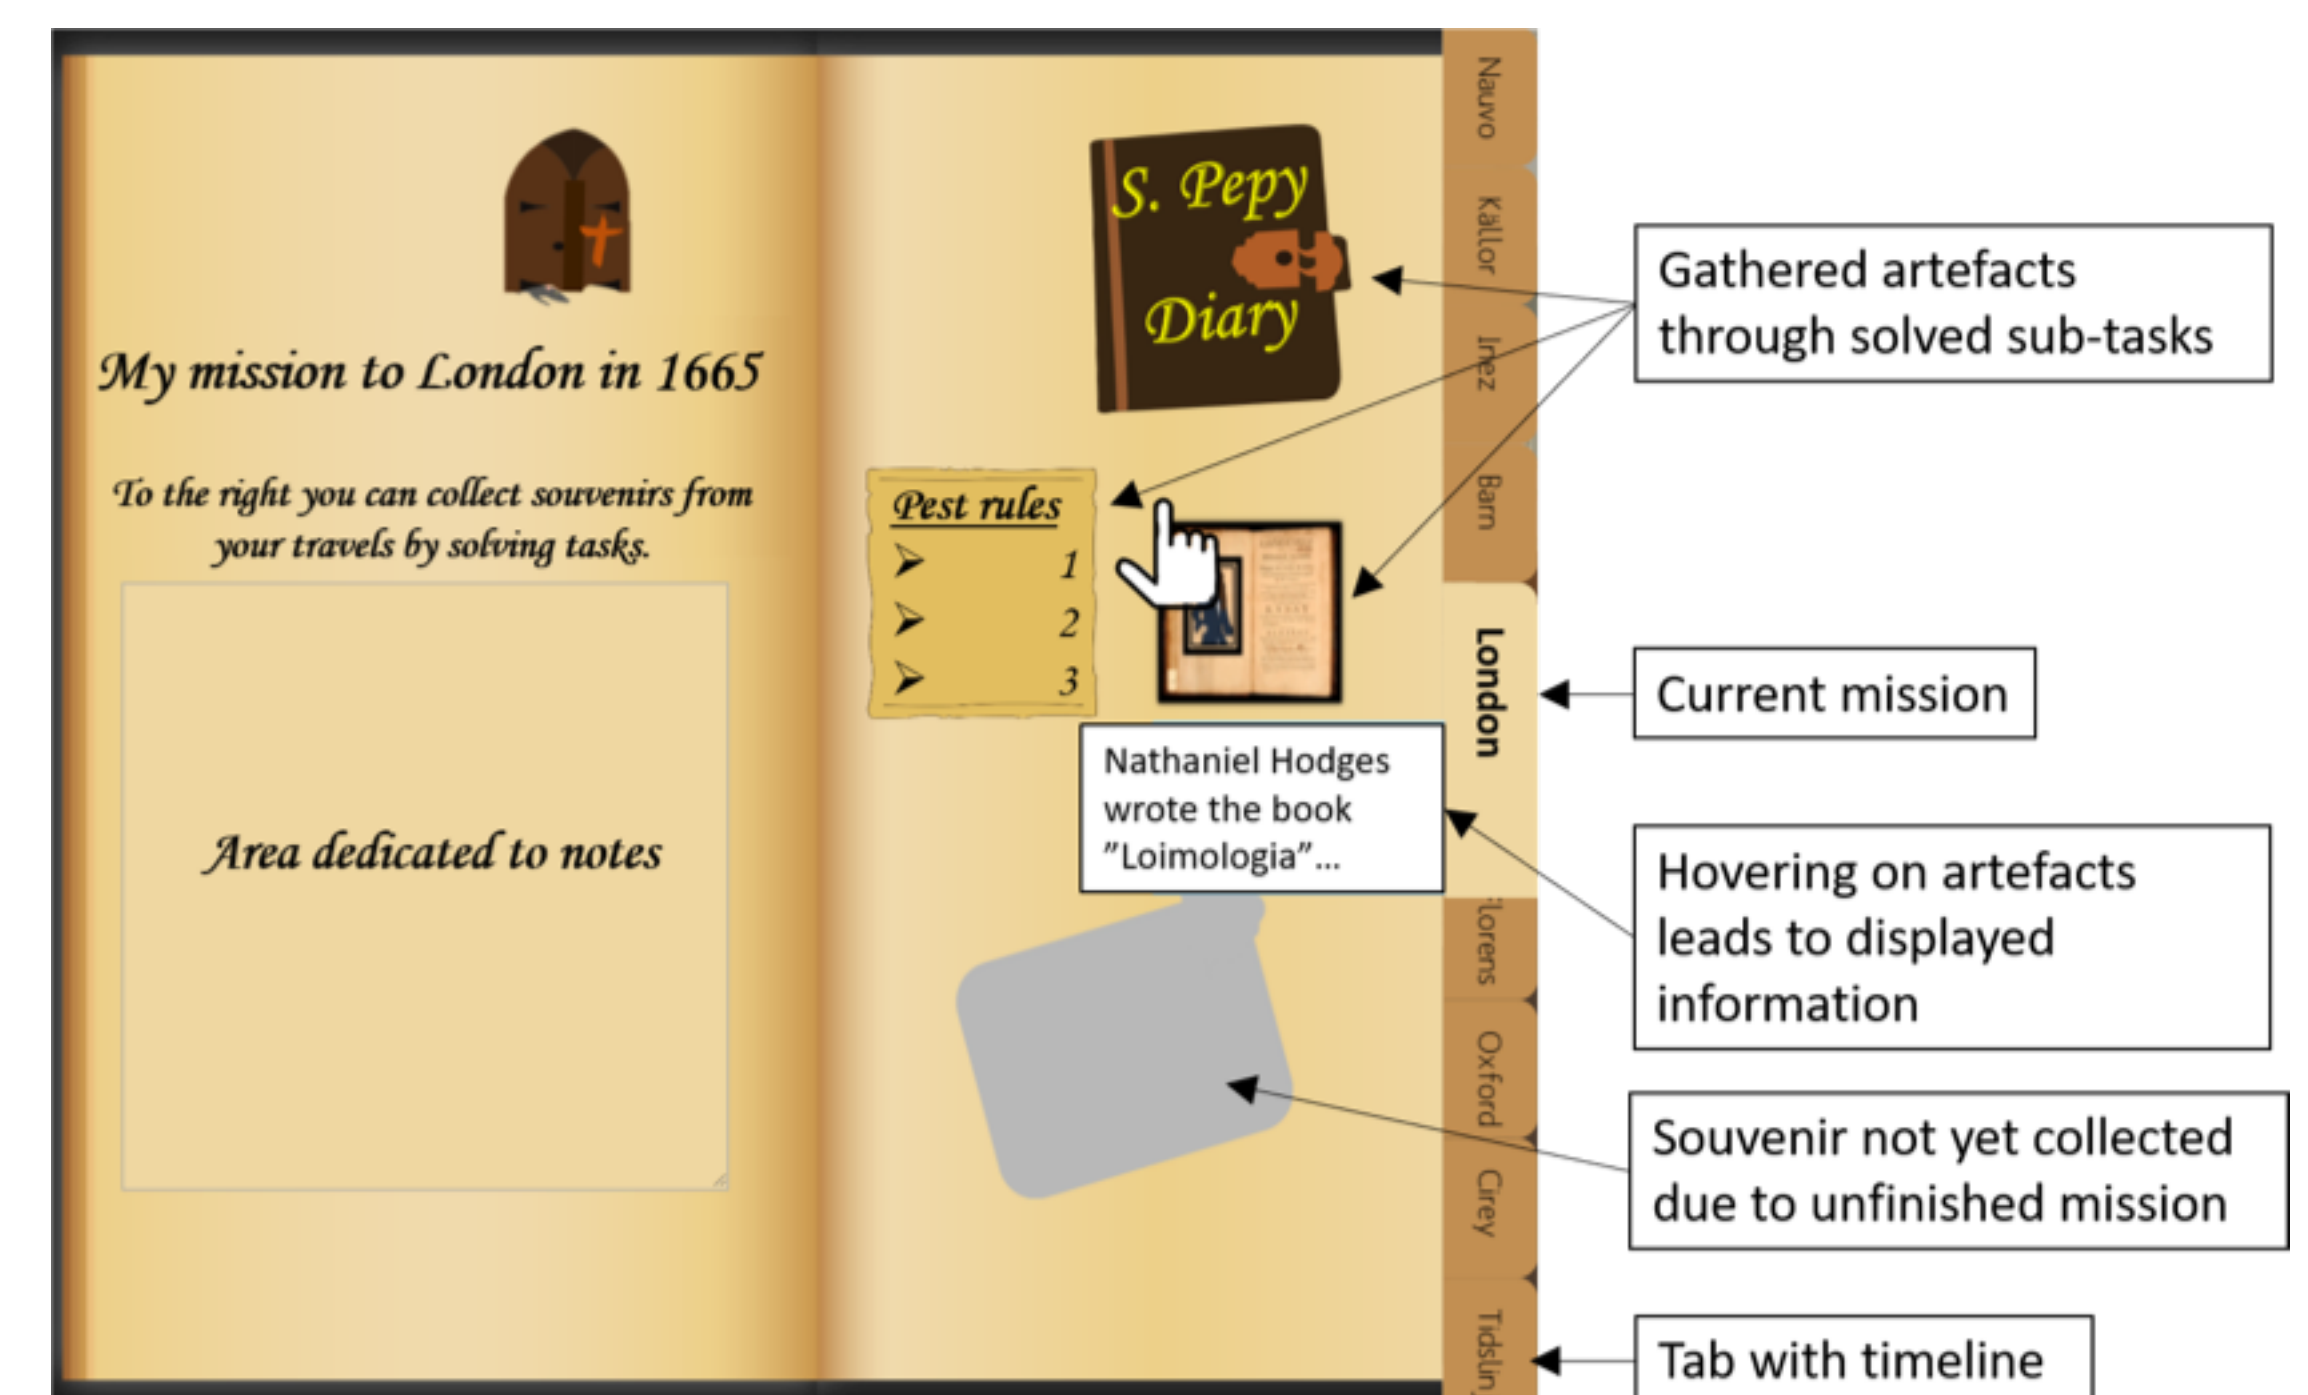 My mission to London in 1665
To the right you can collect souvenirs from
your travels by solving tasks.
Area dedicated to notes
S. Pepy
Diary
Pest rules
1
2
3
Nathaniel Hodges
wrote the book
"Loimologia"...
Nauvo
Källor
Inez
Barn
London
Florens
Oxford
Cirey
Tidslin
Gathered artefacts
through solved sub-tasks
Current mission
Hovering on artefacts
leads to displayed
information
Souvenir not yet collected
due to unfinished mission
Tab with timeline